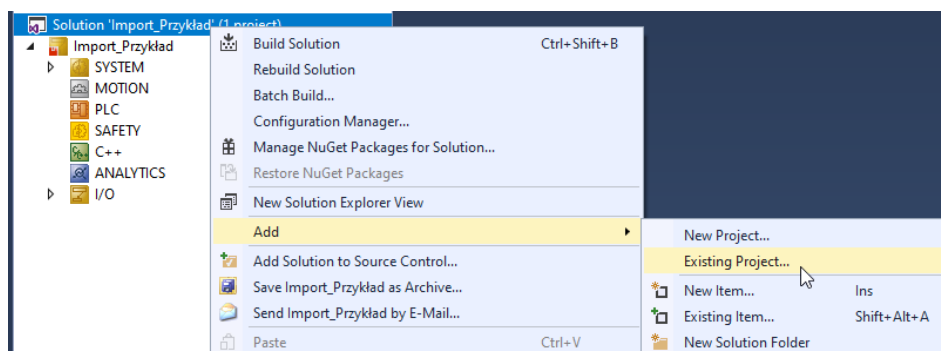 Solution 'Import_Przykład' (1 project)
Import_Przykład
SYSTEM
MOTION
PLC
SAFETY
C++
ANALYTICS
I/O
Build Solution Ctrl+Shift+B
Rebuild Solution
Batch Build...
Configuration Manager...
Manage NuGet Packages for Solution...
Restore NuGet Packages
New Solution Explorer View
Add
Add Solution to Source Control...
Save Import_Przykład as Archive...
Send Import_Przykład by E-Mail...
Paste Ctrl+V
New Project...
Existing Project...
New Item... Ins
Existing Item... Shift+Alt+A
New Solution Folder